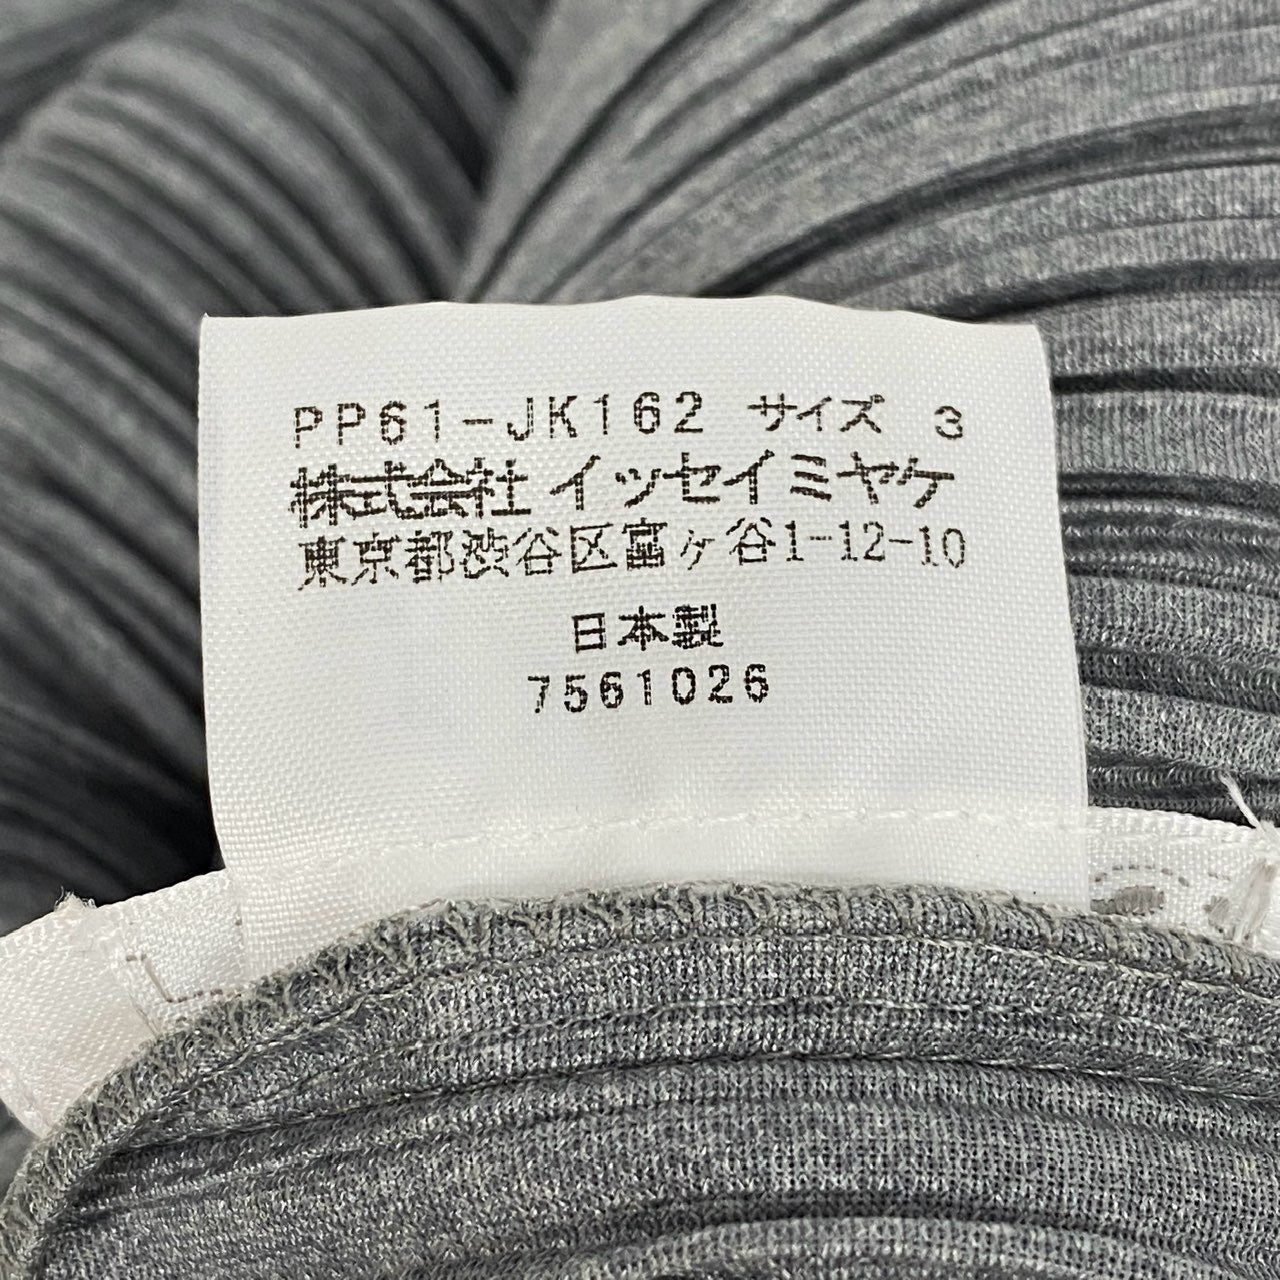 PP61-JK162 サイズ 3
株式会社 イッセイミヤケ
東京都渋谷区富ヶ谷1-12-10
日本製
7561026